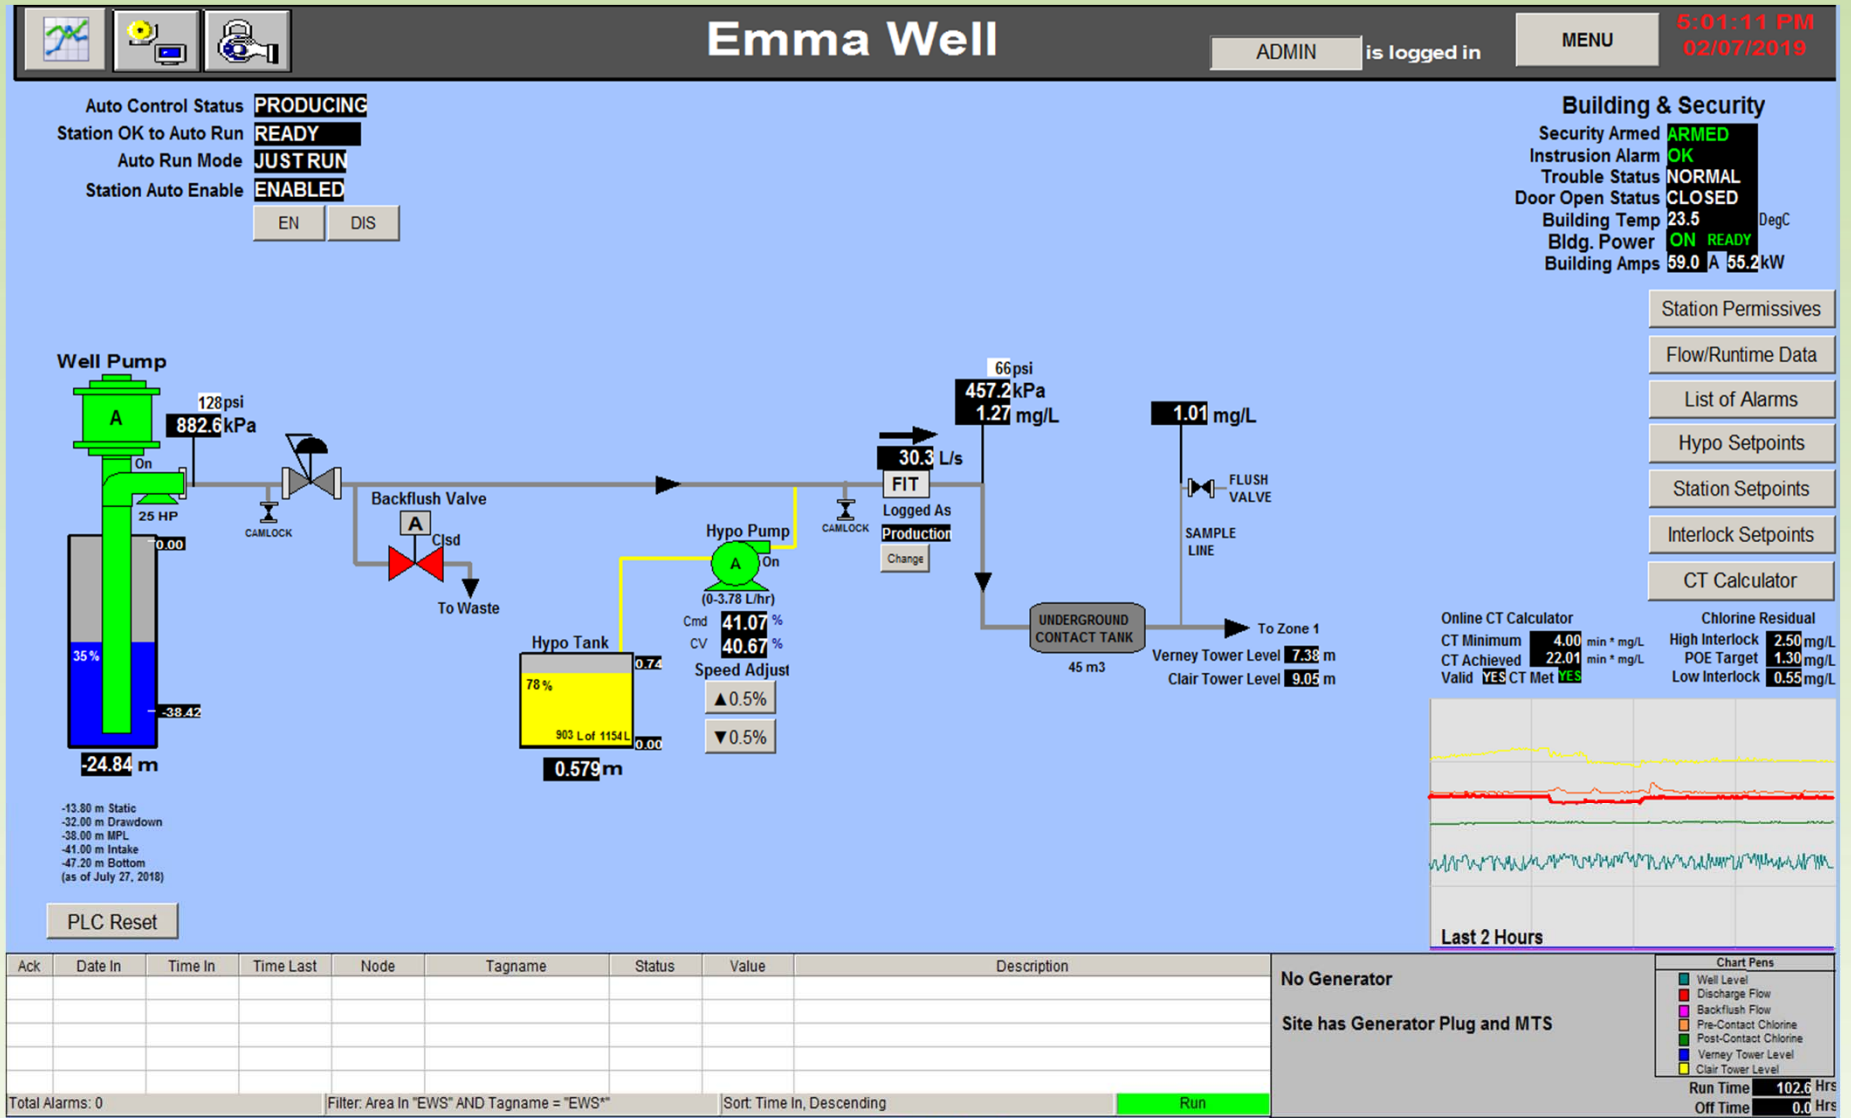 Emma Well
ADMIN is logged in
MENU
5:01:11 PM
02/07/2019
Auto Control Status PRODUCING
Station OK to Auto Run READY
Auto Run Mode JUST RUN
Station Auto Enable ENABLED
EN DIS
Building & Security
Security Armed ARMED
Instrusion Alarm OK
Trouble Status NORMAL
Door Open Status CLOSED
Building Temp 23.5 DegC
Bldg. Power ON READY
Building Amps 59.0 A 55.2 kW
Station Permissives
Flow/Runtime Data
List of Alarms
Hypo Setpoints
Station Setpoints
Interlock Setpoints
CT Calculator
Well Pump
A
On
25 HP
128 psi
882.6 kPa
CAMLOCK
0.00
35 %
-38.42
-24.84 m
-13.80 m Static
-32.00 m Drawdown
-38.00 m MPL
-41.00 m Intake
-47.20 m Bottom
(as of July 27, 2018)
PLC Reset
Backflush Valve
A
Clsd
To Waste
Hypo Pump
A
On
(0-3.78 L/hr)
Cmd 41.07 %
CV 40.67 %
Speed Adjust
▲0.5%
▼0.5%
Hypo Tank
0.74
78 %
903 L of 1154 L
0.00
0.579 m
CAMLOCK
30.3 L/s
FIT
Logged As
Production
Change
66 psi
457.2 kPa
1.27 mg/L
1.01 mg/L
FLUSH
VALVE
SAMPLE
LINE
UNDERGROUND
CONTACT TANK
45 m3
To Zone 1
Verney Tower Level 7.38 m
Clair Tower Level 9.05 m
Online CT Calculator
CT Minimum 4.00 min * mg/L
CT Achieved 22.01 min * mg/L
Valid YES CT Met YES
Chlorine Residual
High Interlock 2.50 mg/L
POE Target 1.30 mg/L
Low Interlock 0.55 mg/L
Last 2 Hours
Ack Date In Time In Time Last Node Tagname Status Value Description
Total Alarms: 0 Filter: Area In "EWS" AND Tagname = "EWS*" Sort: Time In, Descending Run
No Generator
Site has Generator Plug and MTS
Chart Pens
Well Level
Discharge Flow
Backflush Flow
Pre-Contact Chlorine
Post-Contact Chlorine
Verney Tower Level
Clair Tower Level
Run Time 102.6 Hrs
Off Time 0.0 Hrs